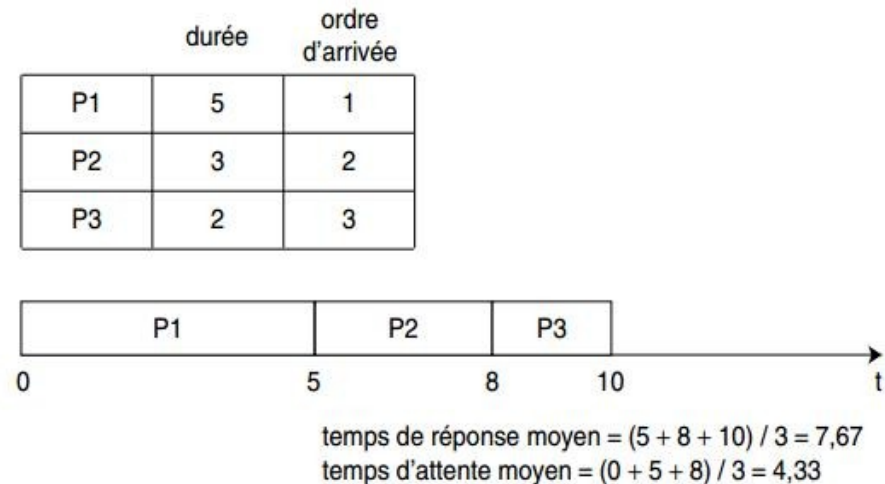 durée
ordre
d'arrivée
P1 5 1
P2 3 2
P3 2 3
P1 P2 P3
0 5 8 10 t
temps de réponse moyen = (5 + 8 + 10) / 3 = 7,67
temps d'attente moyen = (0 + 5 + 8) / 3 = 4,33